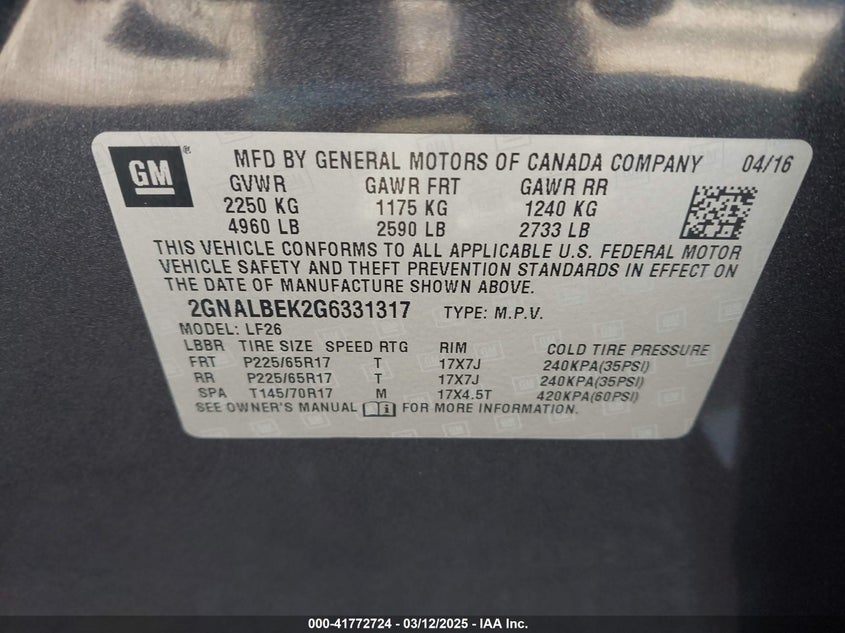 GM ® MFD BY GENERAL MOTORS OF CANADA COMPANY 04/16
GVWR GAWR FRT GAWR RR
2250 KG 1175 KG 1240 KG
4960 LB 2590 LB 2733 LB
THIS VEHICLE CONFORMS TO ALL APPLICABLE U.S. FEDERAL MOTOR
VEHICLE SAFETY AND THEFT PREVENTION STANDARDS IN EFFECT ON
THE DATE OF MANUFACTURE SHOWN ABOVE.
2GNALBEK2G6331317 TYPE: M.P.V.
MODEL: LF26
LBBR TIRE SIZE SPEED RTG RIM COLD TIRE PRESSURE
FRT P225/65R17 T 17X7J 240KPA(35PSI)
RR P225/65R17 T 17X7J 240KPA(35PSI)
SPA T145/70R17 M 17X4.5T 420KPA(60PSI)
SEE OWNER'S MANUAL FOR MORE INFORMATION.
000-41772724 - 03/12/2025 - IAA Inc.